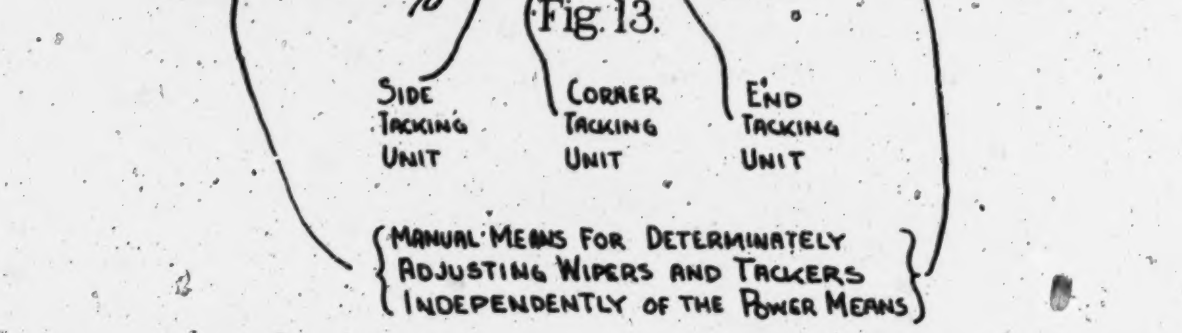 Fig. 13.
SIDE TACKING UNIT
CORNER TACKING UNIT
END TACKING UNIT
MANUAL MEANS FOR DETERMINATELY
ADJUSTING WIPERS AND TACKERS
INDEPENDENTLY OF THE POWER MEANS